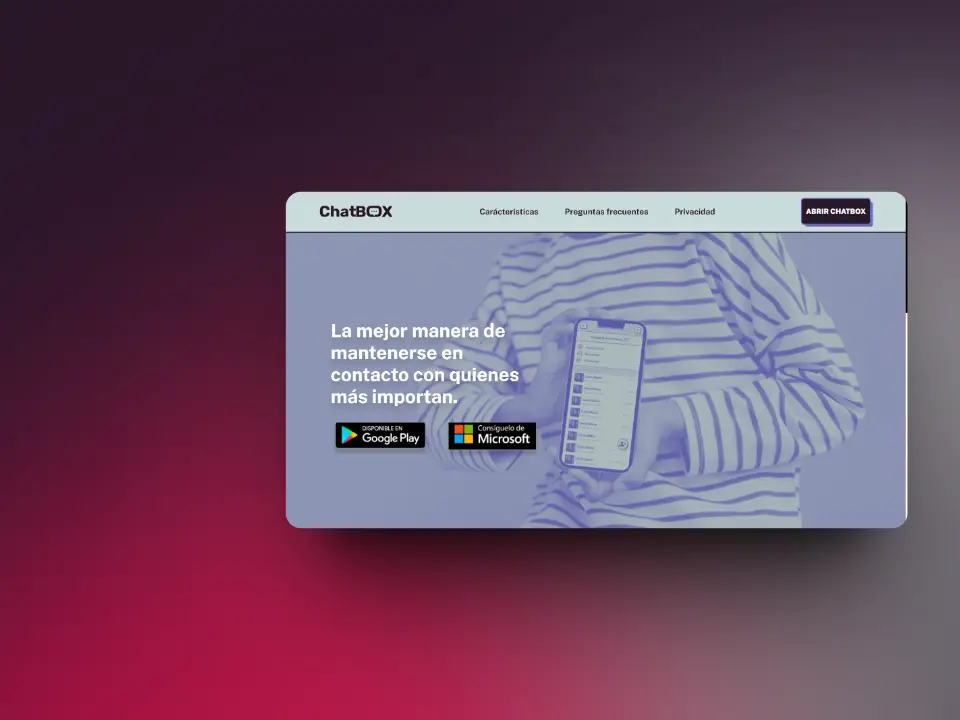 ChatBOX
Carácterísticas
Preguntas frecuentes
Privacidad
ABRIR CHATBOX
La mejor manera de
mantenerse en
contacto con quienes
más importan.
DISPONIBLE EN
Google Play
Consíguelo de
Microsoft